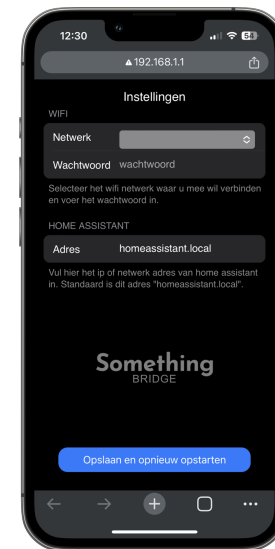 12:30
192.168.1.1
Instellingen
WIFI
Netwerk
Wachtwoord wachtwoord
Selecteer het wifi netwerk waar u mee wil verbinden
en voer het wachtwoord in.
HOME ASSISTANT
Adres homeassistant.local
Vul hier het ip of netwerk adres van home assistant
in. Standaard is dit adres "homeassistant.local".
Something
BRIDGE
Opslaan en opnieuw opstarten